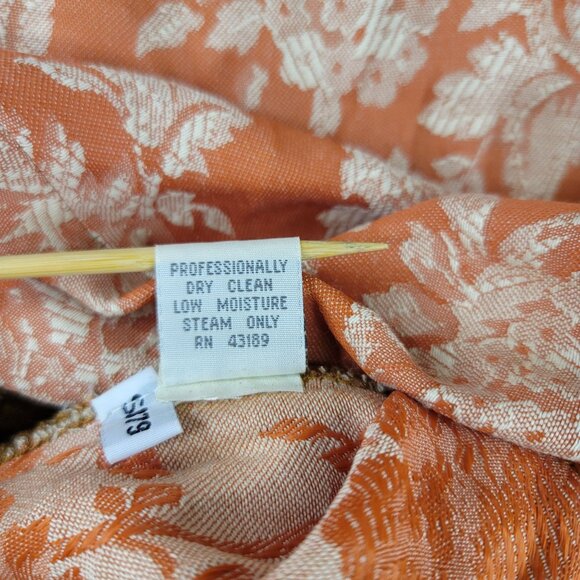 PROFESSIONALLY
DRY CLEAN
LOW MOISTURE
STEAM ONLY
RN 43189